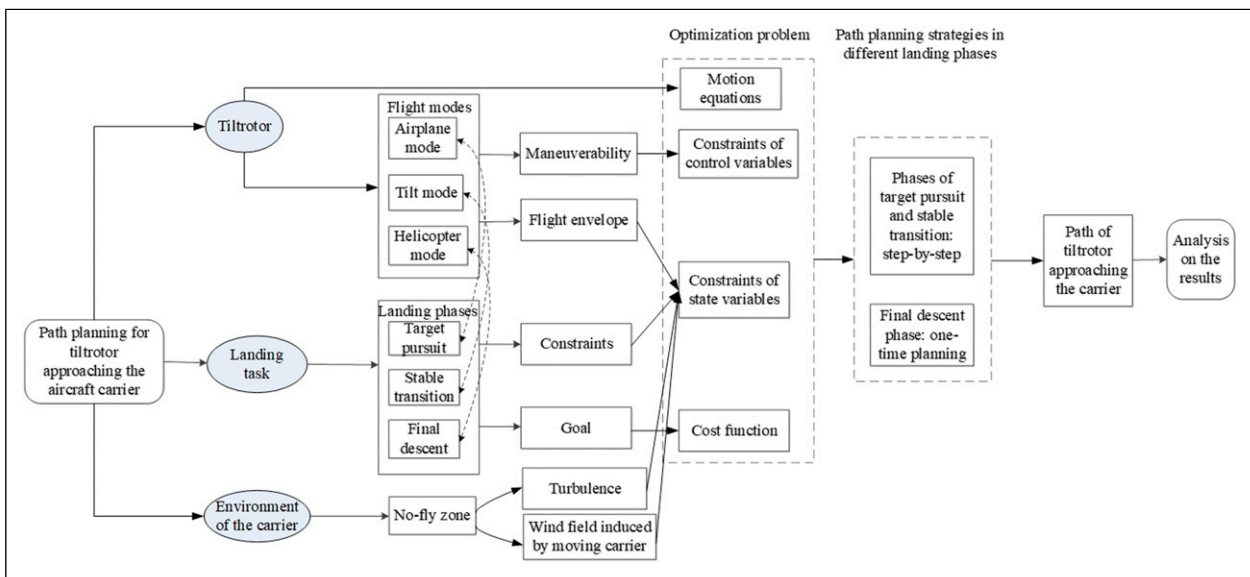 Optimization problem
Path planning strategies in
different landing phases
Motion
equations
Flight modes
Tiltrotor
Airplane
mode
Maneuverability
Constraints of
control variables
Tilt mode
Phases of
target pursuit
and stable
transition:
step-by-step
Flight envelope
Helicopter
mode
Path of
tiltrotor
approaching
the carrier
Analysis
on the
results
Constraints of
state variables
Landing phases
Target
pursuit
Constraints
Final descent
phase: one-
time planning
Path planning for
tiltrotor
approaching the
aircraft carrier
Landing
task
Stable
transition
Final
descent
Goal
Cost function
Turbulence
Environment
of the carrier
No-fly zone
Wind field induced
by moving carrier